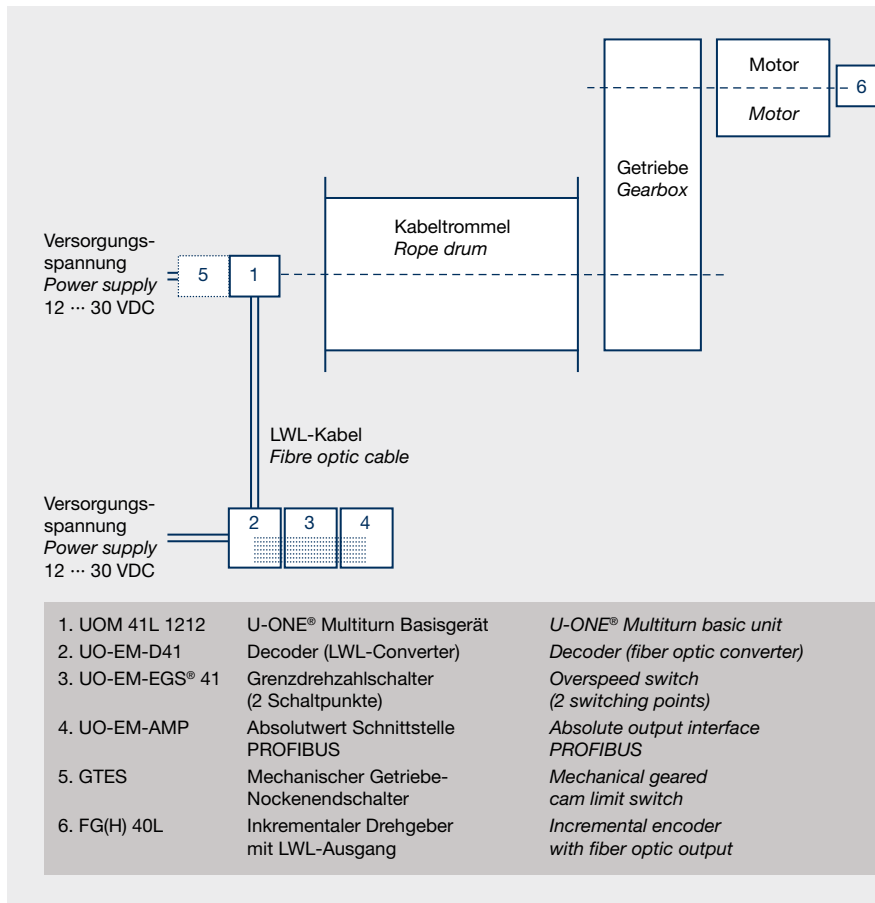 Motor
Motor
6
Getriebe
Gearbox
Kabeltrommel
Rope drum
Versorgungs-
spannung
Power supply
12 ··· 30 VDC
5
1
LWL-Kabel
Fibre optic cable
Versorgungs-
spannung
Power supply
12 ··· 30 VDC
2
3
4
1. UOM 41L 1212 U-ONE® Multiturn Basisgerät U-ONE® Multiturn basic unit
2. UO-EM-D41 Decoder (LWL-Converter) Decoder (fiber optic converter)
3. UO-EM-EGS® 41 Grenzdrehzahlschalter Overspeed switch
(2 Schaltpunkte) (2 switching points)
4. UO-EM-AMP Absolutwert Schnittstelle Absolute output interface
PROFIBUS PROFIBUS
5. GTES Mechanischer Getriebe- Mechanical geared
Nockenendschalter cam limit switch
6. FG(H) 40L Inkrementaler Drehgeber Incremental encoder
mit LWL-Ausgang with fiber optic output